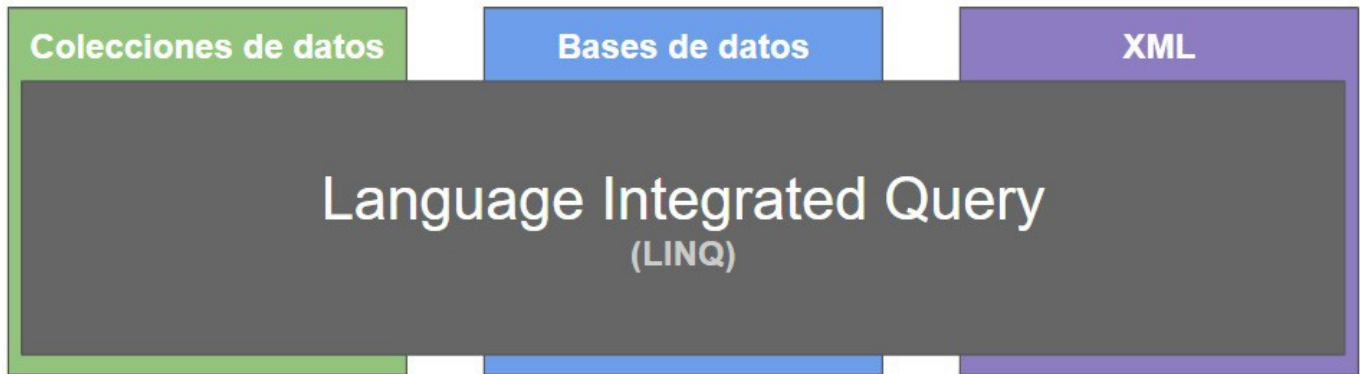 Colecciones de datos
Bases de datos
XML
Language Integrated Query
(LINQ)